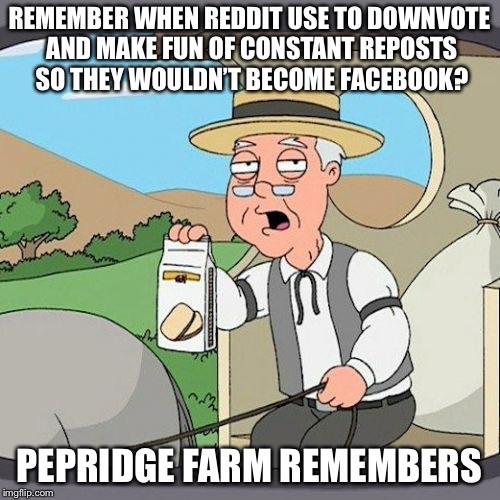 REMEMBER WHEN REDDIT USE TO DOWNVOTE
AND MAKE FUN OF CONSTANT REPOSTS
SO THEY WOULDN'T BECOME FACEBOOK?
PEPRIDGE FARM REMEMBERS
imgflip.com